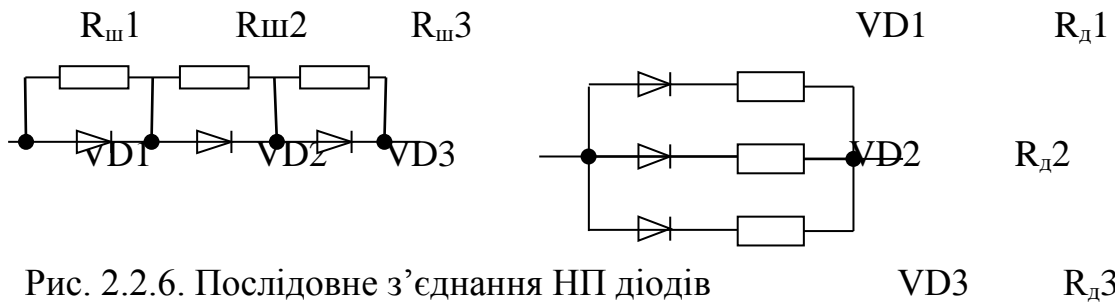 Rш1 RШ2 Rш3 VD1 Rд1
VD1 VD2 VD3 VD2 Rд2
Рис. 2.2.6. Послідовне з’єднання НП діодів VD3 Rд3